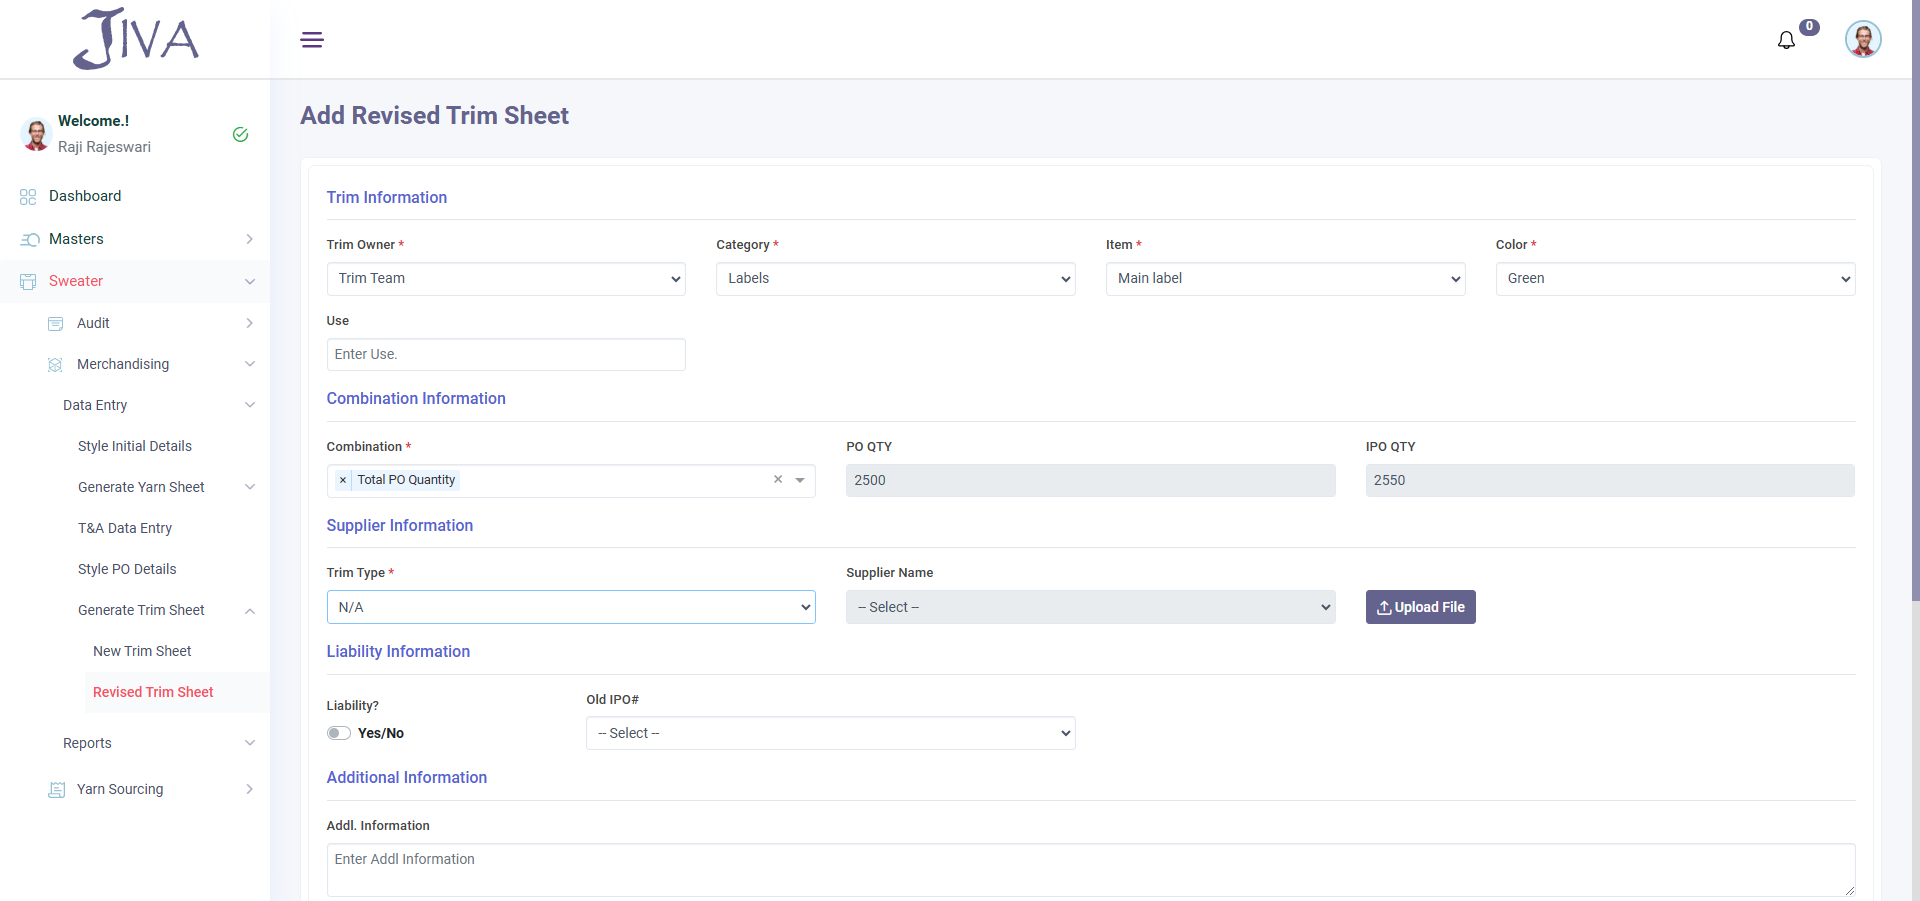 JIVA
0
Welcome.!
Raji Rajeswari
Dashboard
Masters
Sweater
Audit
Merchandising
Data Entry
Style Initial Details
Generate Yarn Sheet
T&A Data Entry
Style PO Details
Generate Trim Sheet
New Trim Sheet
Revised Trim Sheet
Reports
Yarn Sourcing
Add Revised Trim Sheet
Trim Information
Trim Owner * Category * Item * Color *
Trim Team Labels Main label Green
Use
Enter Use.
Combination Information
Combination * PO QTY IPO QTY
× Total PO Quantity × 2500 2550
Supplier Information
Trim Type * Supplier Name
N/A -- Select -- Upload File
Liability Information
Liability? Old IPO#
Yes/No -- Select --
Additional Information
Addl. Information
Enter Addl Information